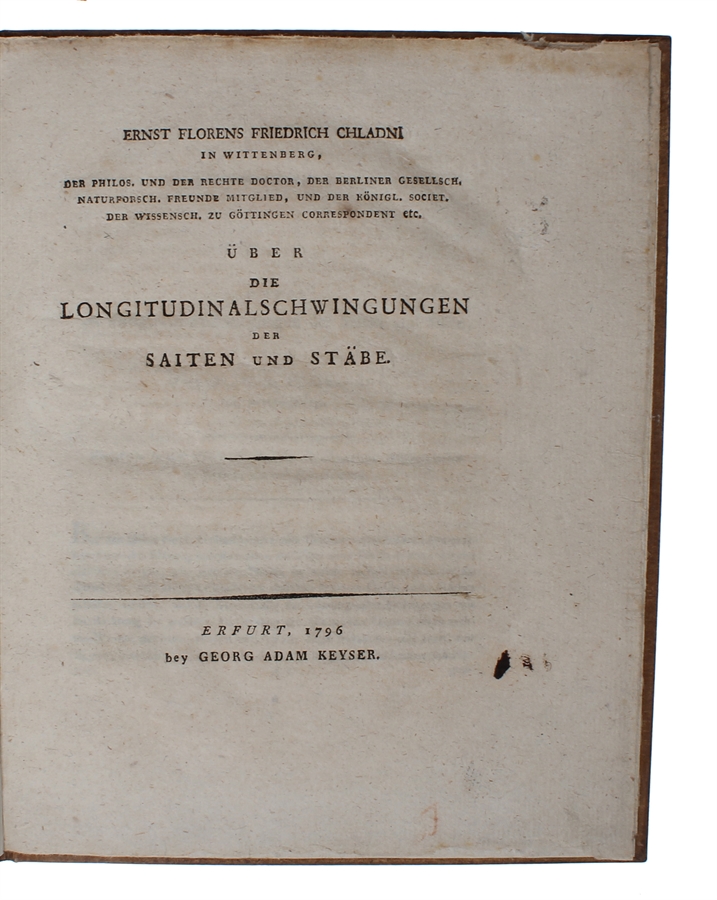 ERNST FLORENS FRIEDRICH CHLADNI
IN WITTENBERG,
DER PHILOS. UND DER RECHTE DOCTOR, DER BERLINER GESELLSCH.
NATURFORSCH. FREUNDE MITGLIED, UND DER KÖNIGL. SOCIET.
DER WISSENSCH. ZU GÖTTINGEN CORRESPONDENT etc.
ÜBER
DIE
LONGITUDINALSCHWINGUNGEN
DER
SAITEN UND STÄBE.
ERFURT, 1796
bey GEORG ADAM KEYSER.